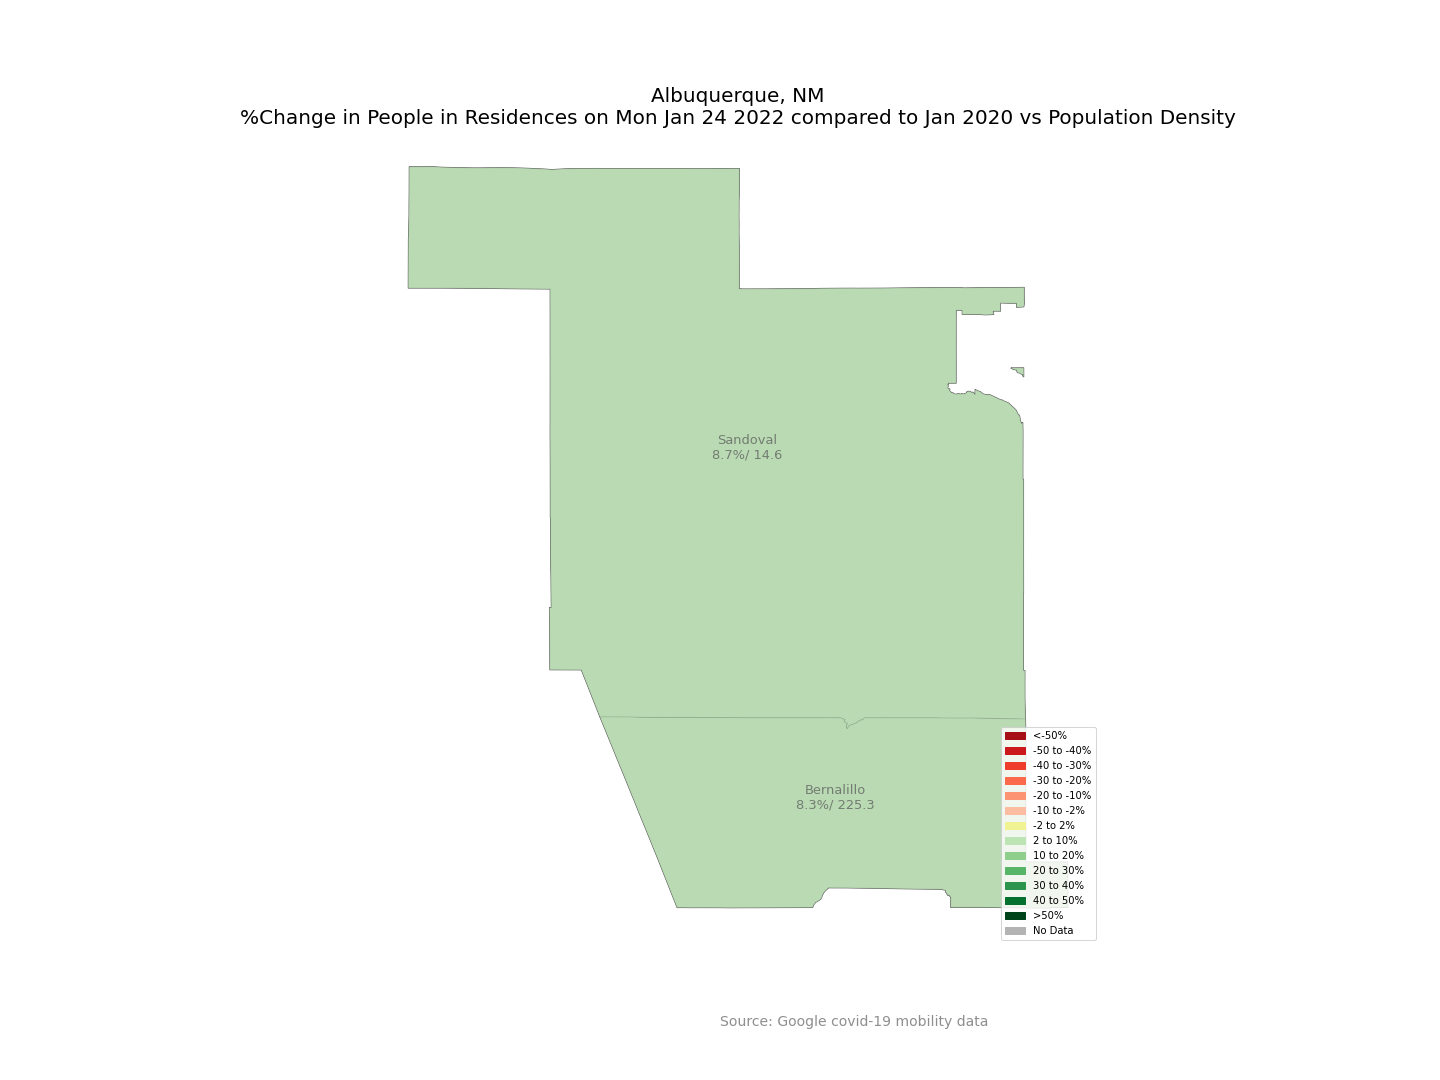 Albuquerque, NM
%Change in People in Residences on Mon Jan 24 2022 compared to Jan 2020 vs Population Density
Sandoval
8.7%/ 14.6
Bernalillo
8.3%/ 225.3
<-50%
-50 to -40%
-40 to -30%
-30 to -20%
-20 to -10%
-10 to -2%
-2 to 2%
2 to 10%
10 to 20%
20 to 30%
30 to 40%
40 to 50%
>50%
No Data
Source: Google covid-19 mobility data